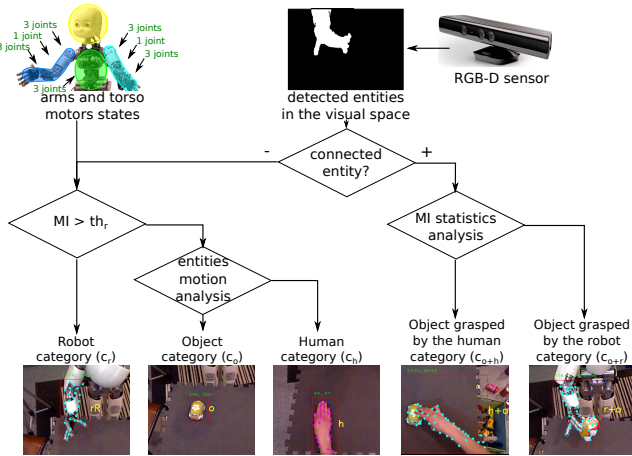 3 joints
1 joint
3 joints
3 joints
1 joint
3 joints
3 joints
arms and torso
motors states
detected entities
in the visual space
RGB-D sensor
-
connected
entity?
+
MI > thr
MI statistics
analysis
entities
motion
analysis
Robot
category (cr)
Object
category (co)
Human
category (ch)
Object grasped
by the human
category (co+h)
Object grasped
by the robot
category (co+r)
rR
o
h
h+o
r+o